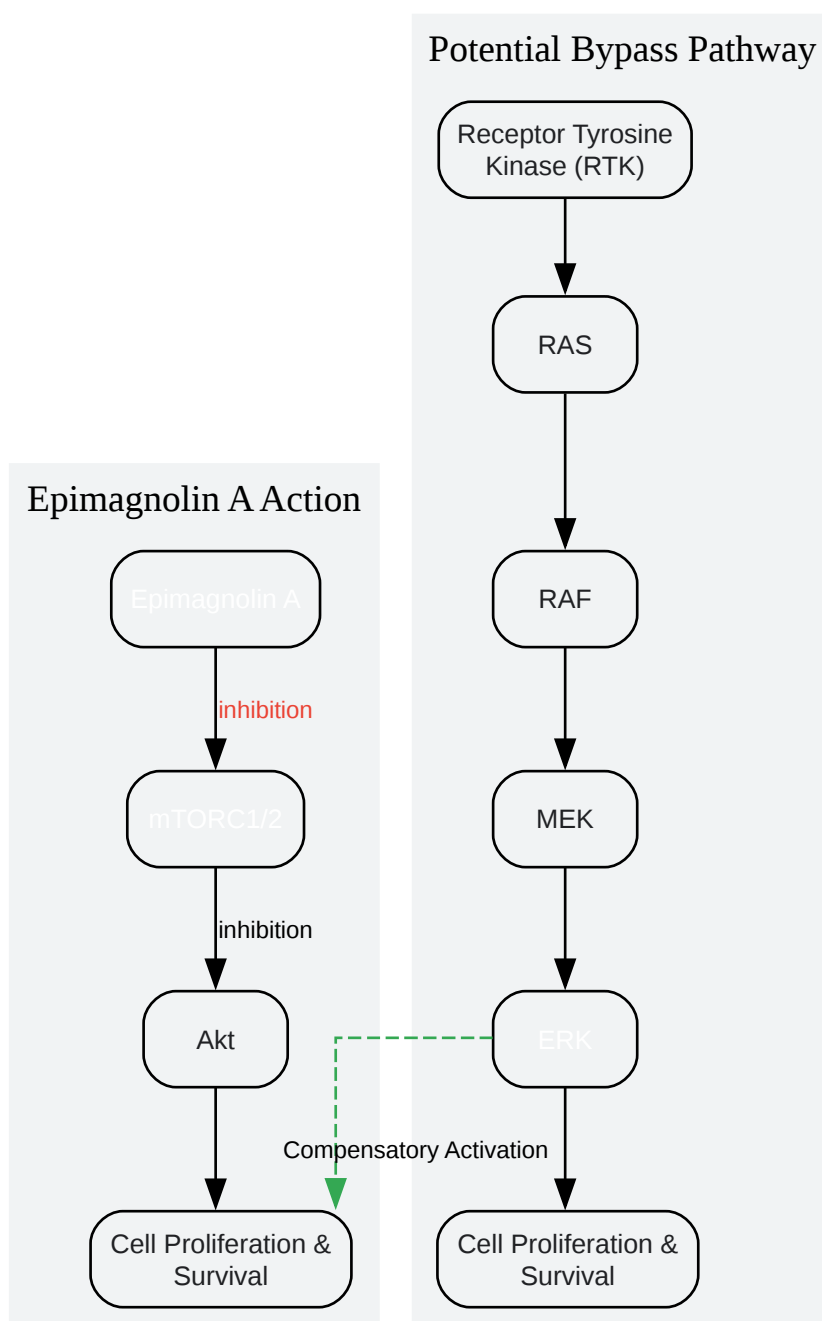 Potential Bypass Pathway
Receptor Tyrosine
Kinase (RTK)
RAS
Epimagnolin A Action
Epimagnolin A
RAF
inhibition
mTORC1/2
MEK
inhibition
Akt
ERK
Compensatory Activation
Cell Proliferation &
Survival
Cell Proliferation &
Survival